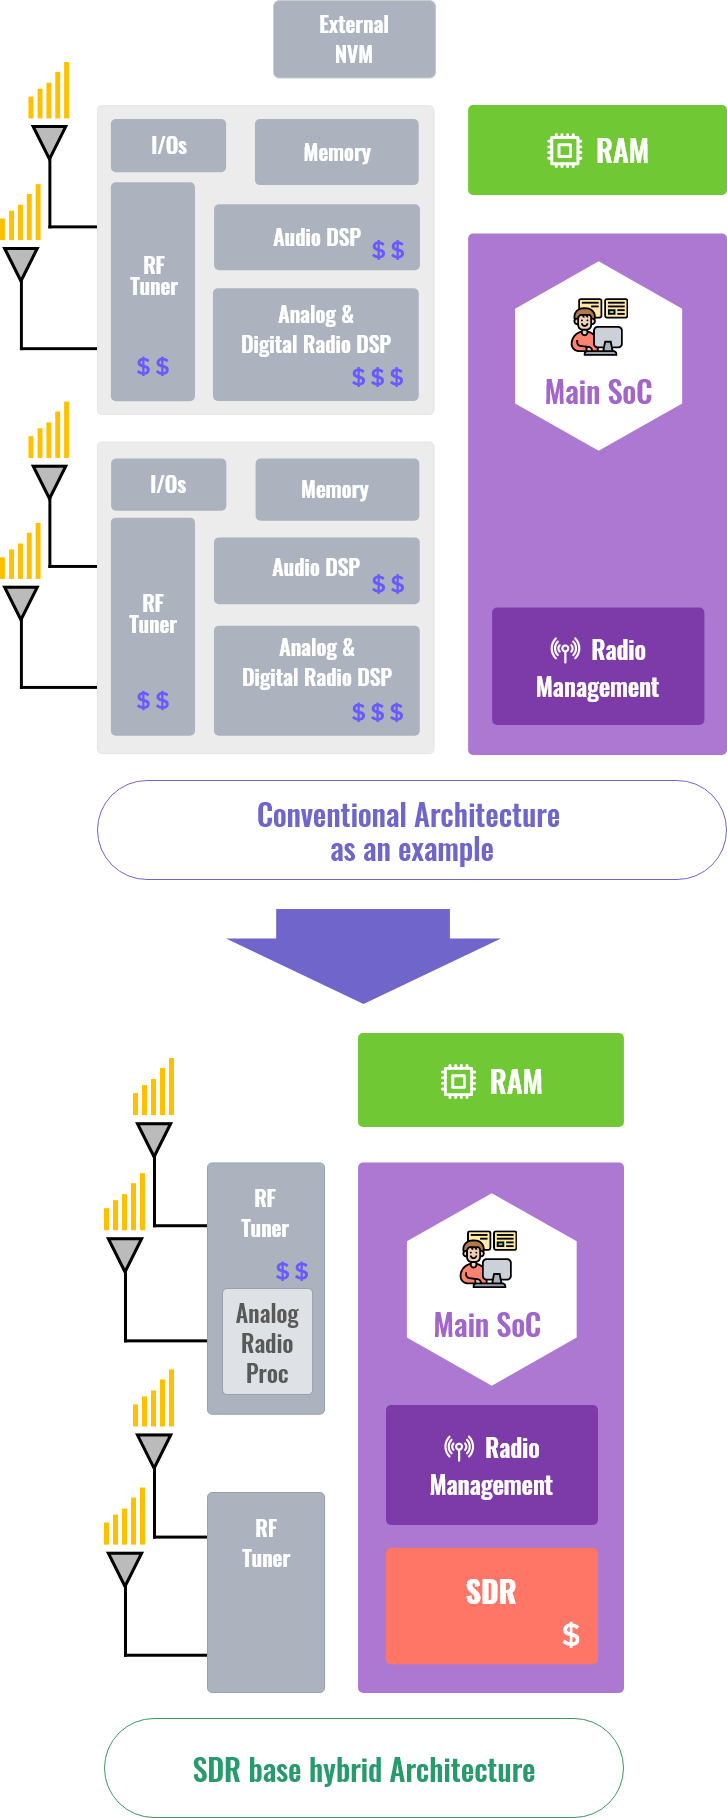 External
NVM
I/Os
Memory
RAM
Audio DSP
$ $
RF
Tuner
$ $
Analog &
Digital Radio DSP
$ $ $
Main SoC
I/Os
Memory
Audio DSP
$ $
RF
Tuner
$ $
Analog &
Digital Radio DSP
$ $ $
Radio
Management
Conventional Architecture
as an example
RAM
RF
Tuner
$ $
Analog
Radio
Proc
Main SoC
Radio
Management
RF
Tuner
SDR
$
SDR base hybrid Architecture